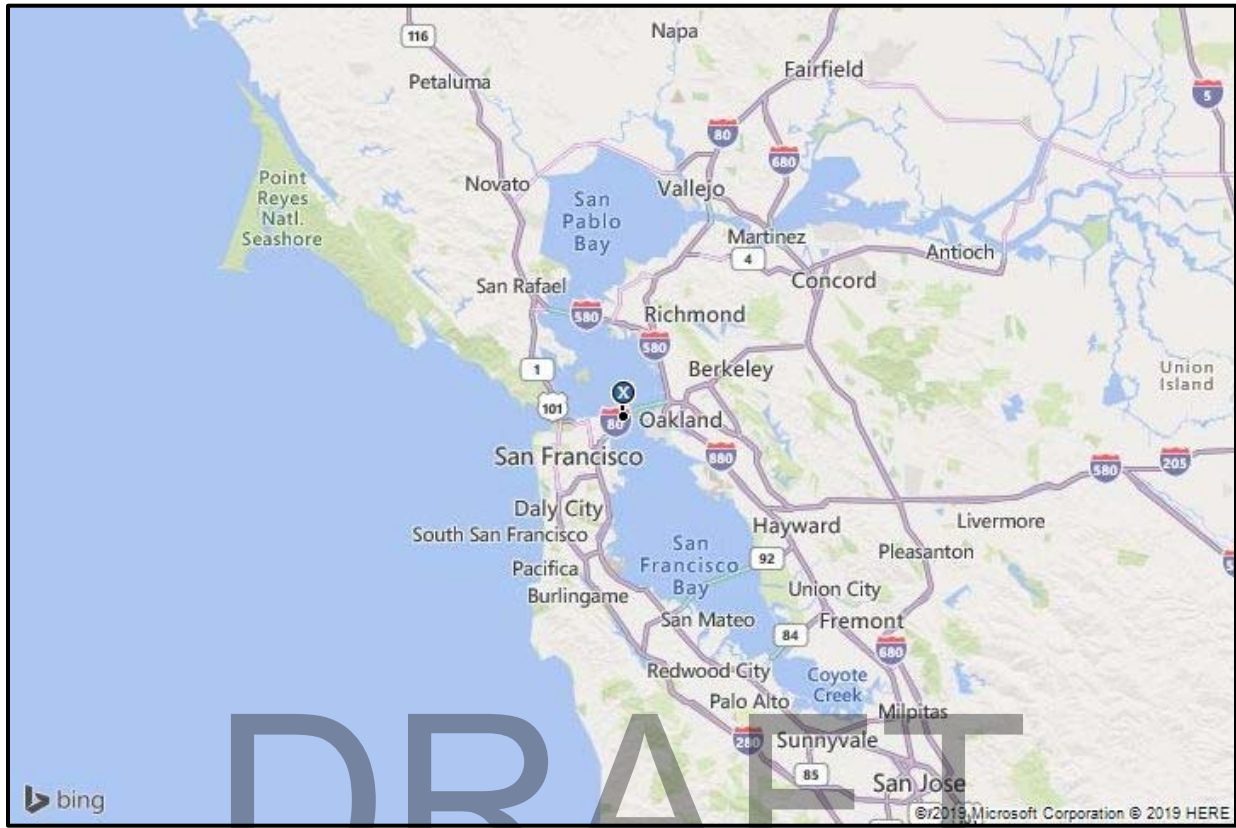 116
Napa
Petaluma
Fairfield
5
80
680
Point
Reyes
Natl.
Seashore
Novato
San
Pablo
Bay
Vallejo
Martinez
4
Antioch
Concord
San Rafael
580
Richmond
580
1
Berkeley
Union
Island
X
101
80
Oakland
San Francisco
880
580
205
Daly City
South San Francisco
Hayward
Livermore
San
Francisco
Bay
92
Pleasanton
Pacifica
Burlingame
Union City
San Mateo
84
Fremont
680
Redwood City
Coyote
Creek
Palo Alto
Milpitas
280
Sunnyvale
85
San Jose
DRAFT
bing
2019 Microsoft Corporation © 2019 HERE